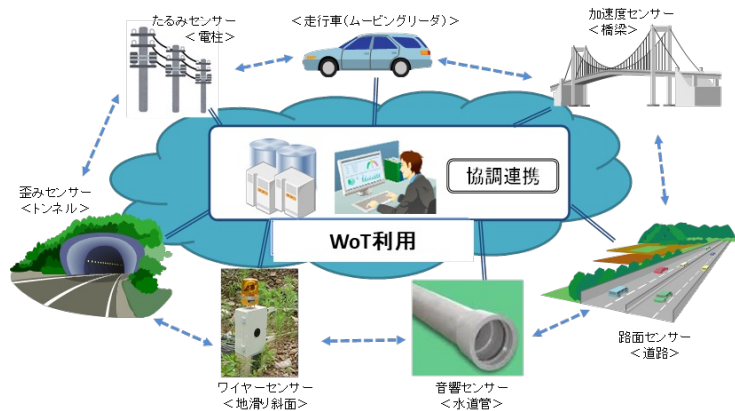 たるみセンサー
＜電柱＞
＜走行車（ムービングリーダ）＞
加速度センサー
＜橋梁＞
歪みセンサー
＜トンネル＞
協調連携
WoT利用
路面センサー
＜道路＞
ワイヤーセンサー
＜地滑り斜面＞
音響センサー
＜水道管＞